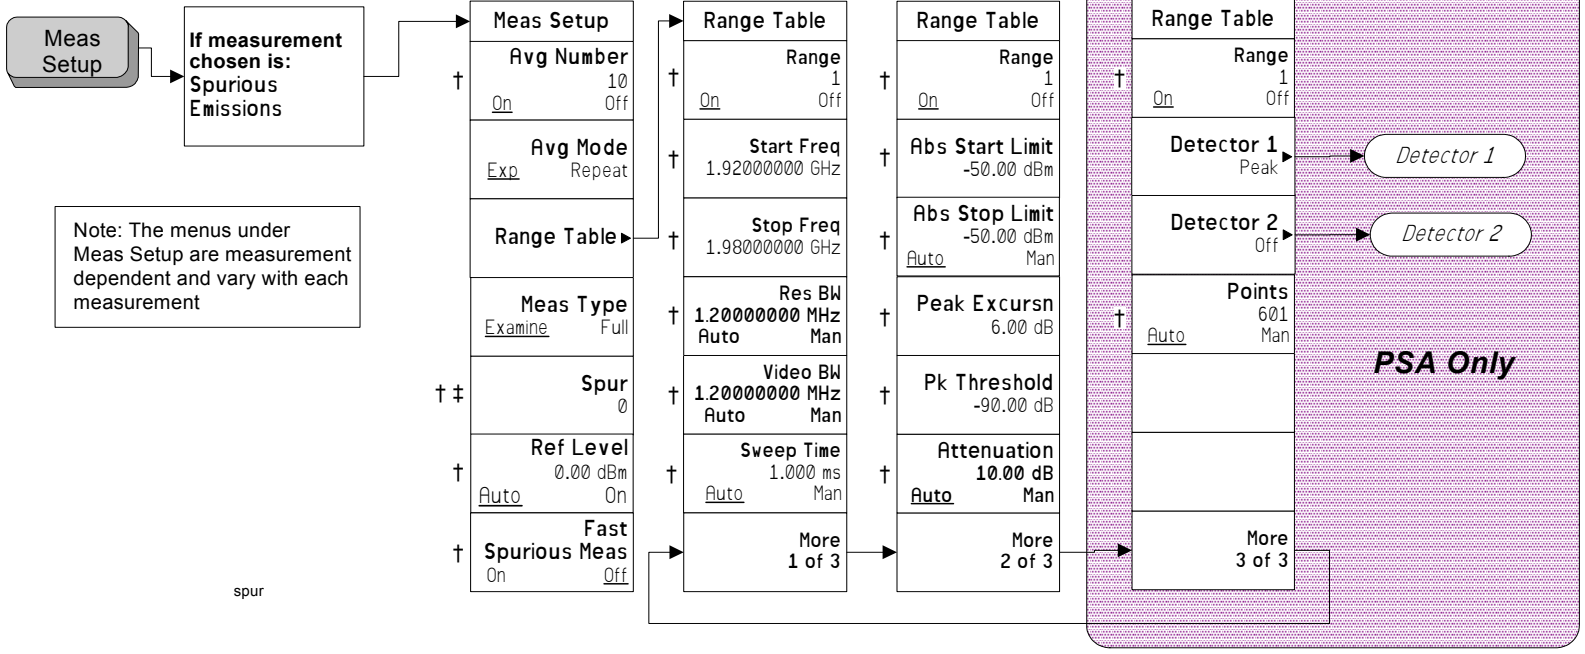 Meas
Setup
If measurement
chosen is:
Spurious
Emissions
Note: The menus under
Meas Setup are measurement
dependent and vary with each
measurement
spur
Meas Setup
Avg Number
†
10
On Off
Avg Mode
Exp Repeat
Range Table
Meas Type
Examine Full
Spur
† ‡
0
Ref Level
†
0.00 dBm
Auto On
Fast
† Spurious Meas
On Off
Range Table
Range
†
1
On Off
Start Freq
†
1.92000000 GHz
Stop Freq
†
1.98000000 GHz
Res BW
† 1.20000000 MHz
Auto Man
Video BW
† 1.20000000 MHz
Auto Man
Sweep Time
†
1.000 ms
Auto Man
More
1 of 3
Range Table
Range
†
1
On Off
Abs Start Limit
†
-50.00 dBm
Abs Stop Limit
†
-50.00 dBm
Auto Man
Peak Excursn
†
6.00 dB
Pk Threshold
†
-90.00 dB
Attenuation
†
10.00 dB
Auto Man
More
2 of 3
Range Table
Range
†
1
On Off
Detector 1
Peak
Detector 1
Detector 2
Off
Detector 2
Points
†
601
Auto Man
PSA Only
More
3 of 3